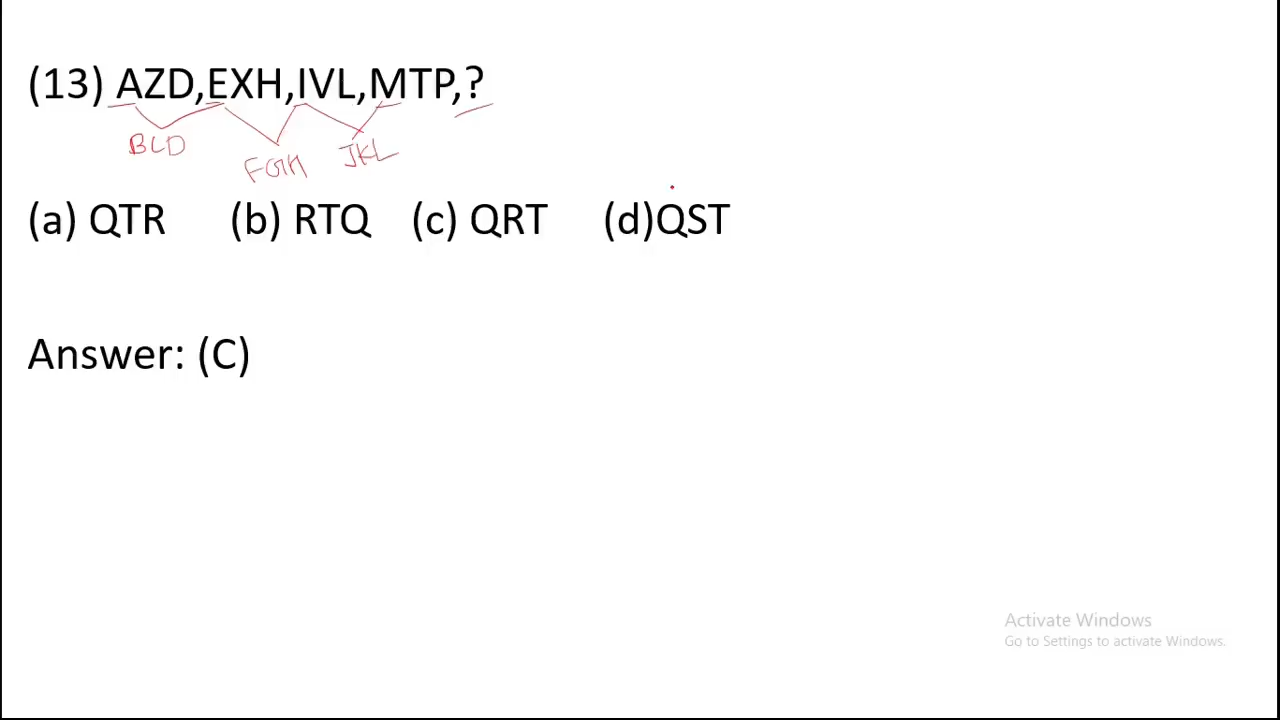 (13) AZD,EXH,IVL,MTP,?
BCD
FGH
JKL
(a) QTR (b) RTQ (c) QRT (d)QST
Answer: (C)
Activate Windows
Go to Settings to activate Windows.